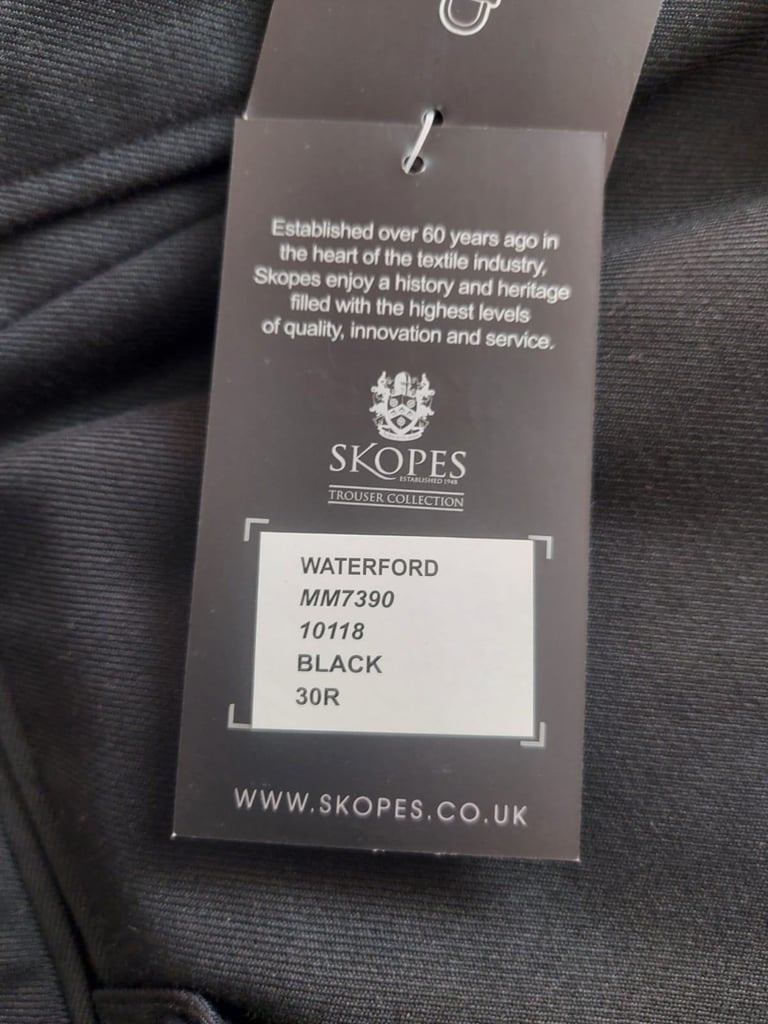 Established over 60 years ago in
the heart of the textile industry,
Skopes enjoy a history and heritage
filled with the highest levels
of quality, innovation and service.
SKOPES
ESTABLISHED 1948
TROUSER COLLECTION
WATERFORD
MM7390
10118
BLACK
30R
WWW.SKOPES.CO.UK